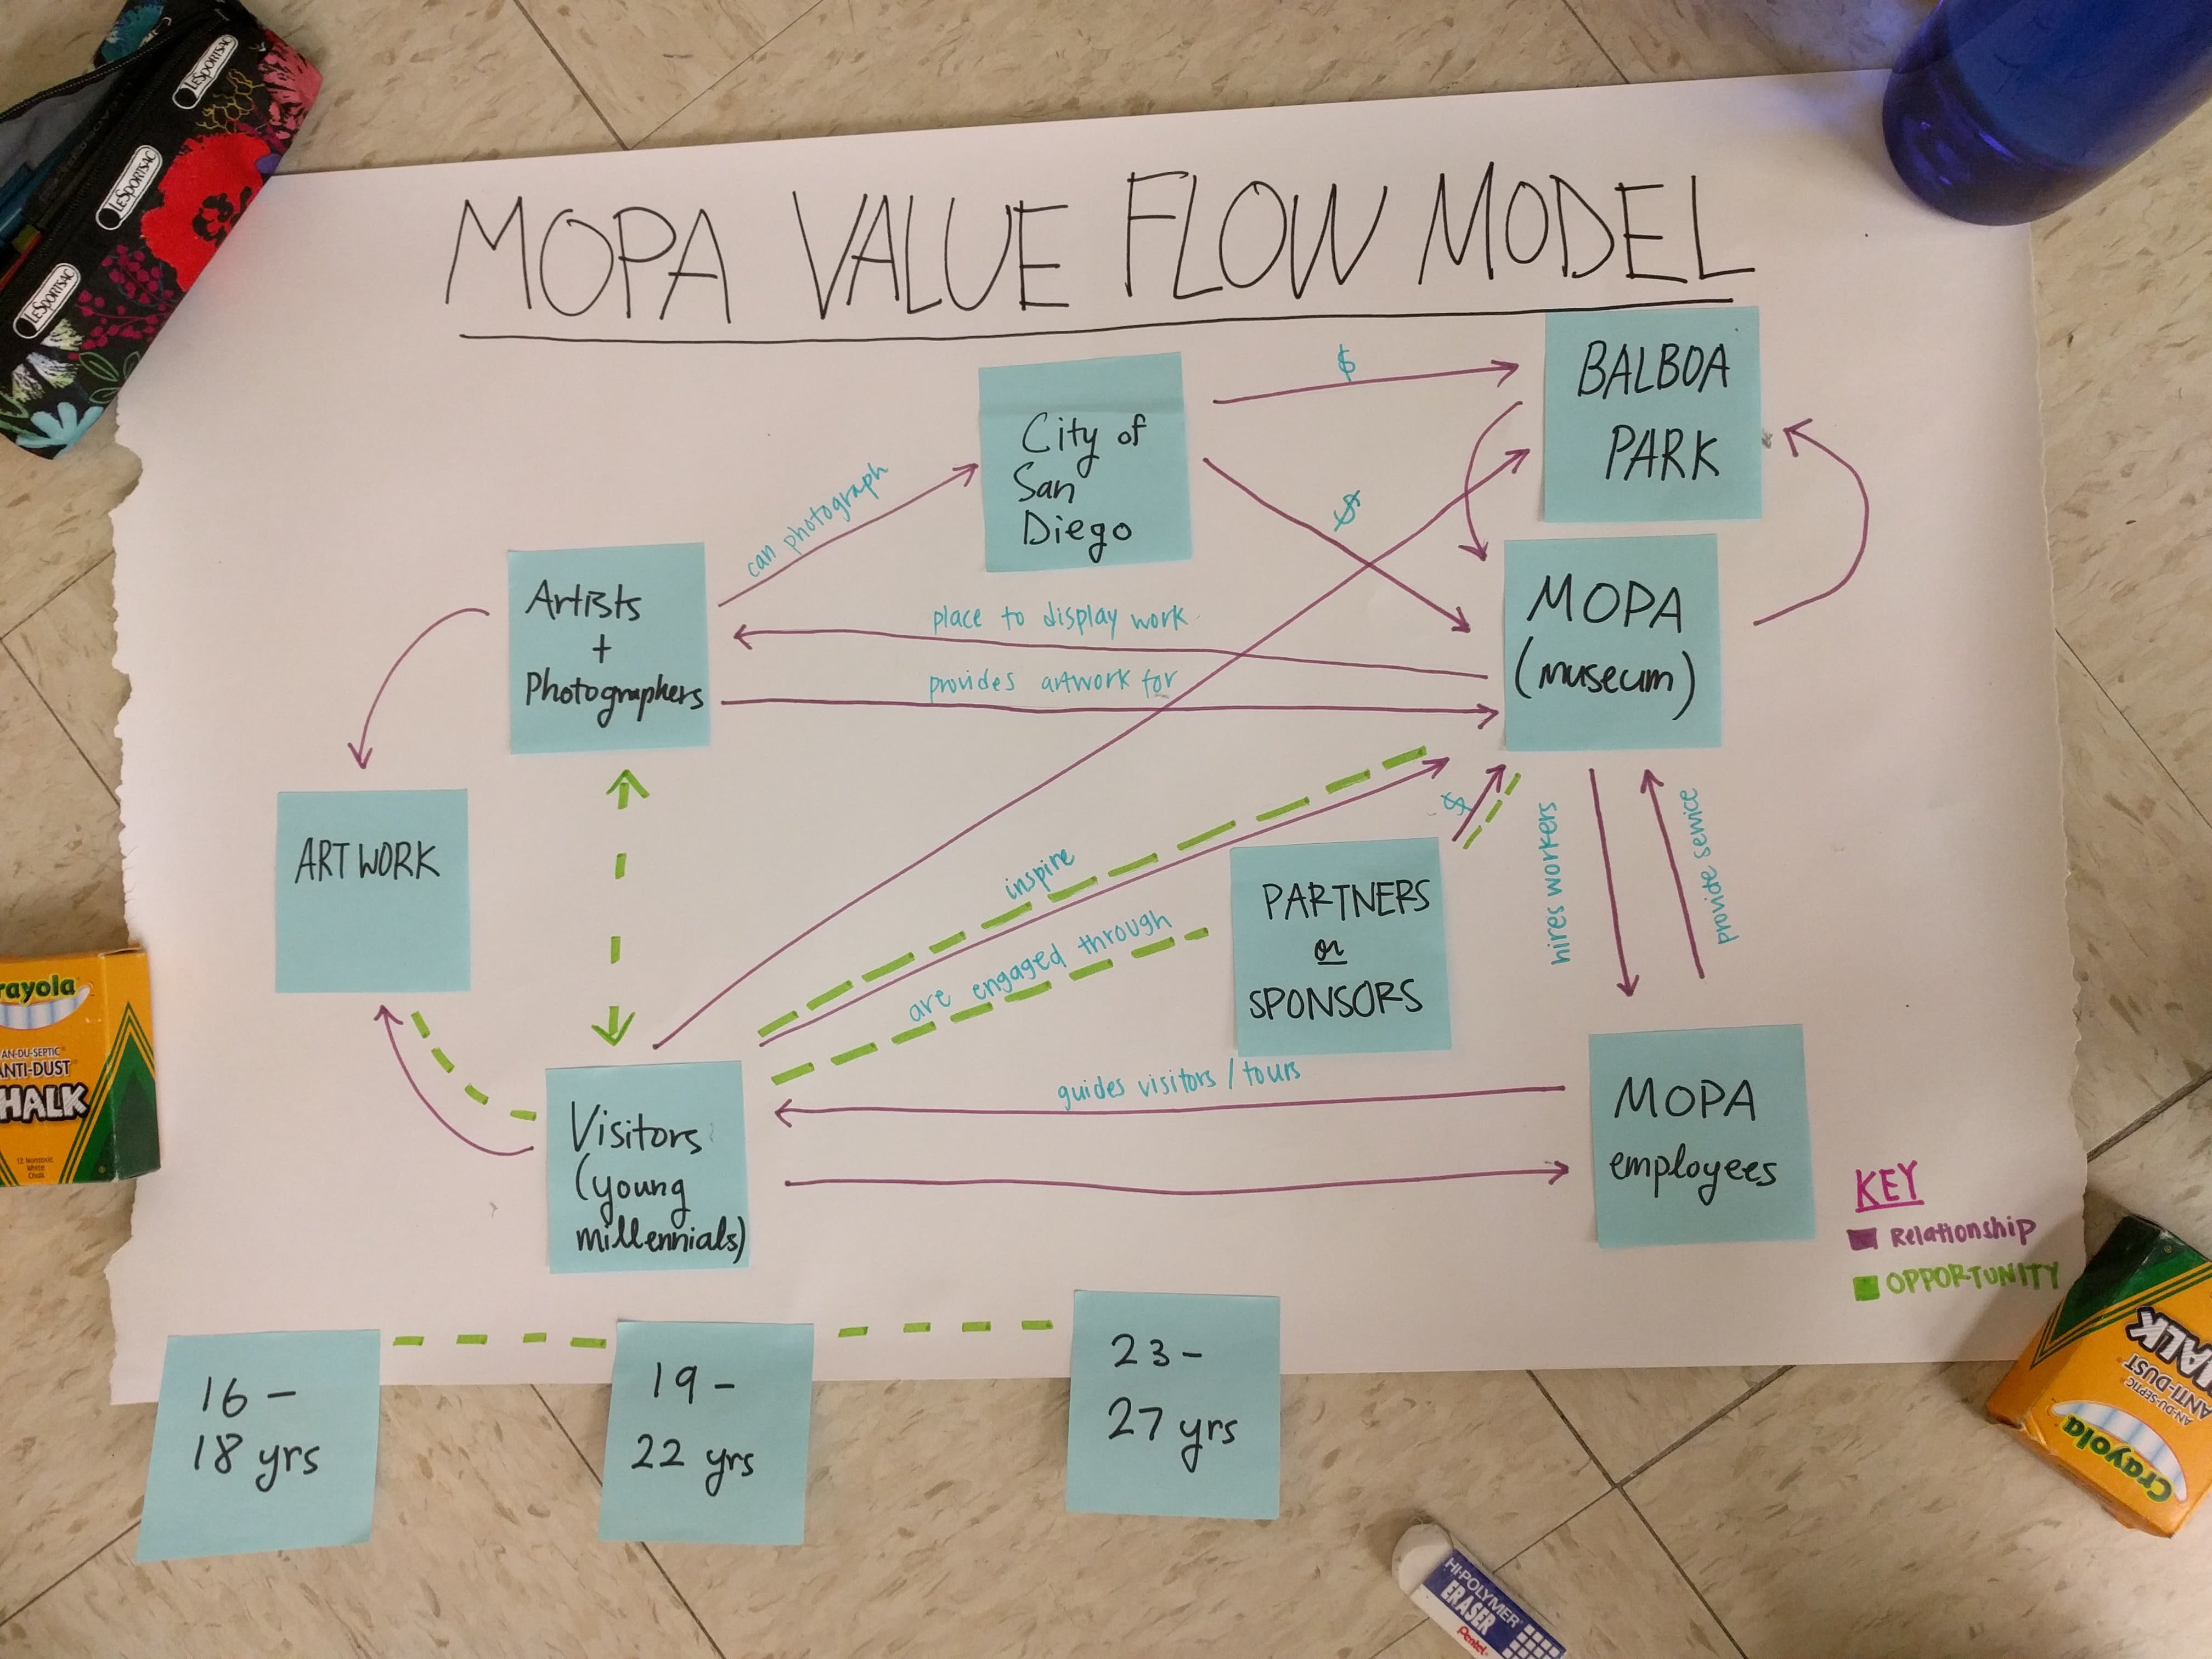 LESPORTSAC
LESPORTSAC
LESPORTSAC
MOPA VALUE FLOW MODEL
$
BALBOA
PARK
City of
San
Diego
can photograph
$
Artists
+
Photographers
place to display work
provides artwork for
MOPA
(museum)
ARTWORK
inspire
are engaged through
$
PARTNERS
or
SPONSORS
hires workers
provide service
guides visitors / tours
Visitors
(young
millennials)
MOPA
employees
KEY
Relationship
OPPORTUNITY
16 -
18 yrs
19 -
22 yrs
23 -
27 yrs
rayola
AN-DU-SEPTIC
ANTI-DUST
HALK
12 Nontoxic
White
Chalk
Crayola
AN-DU-SEPTIC
ANTI-DUST
HALK
HI-POLYMER
ERASER
Pentel